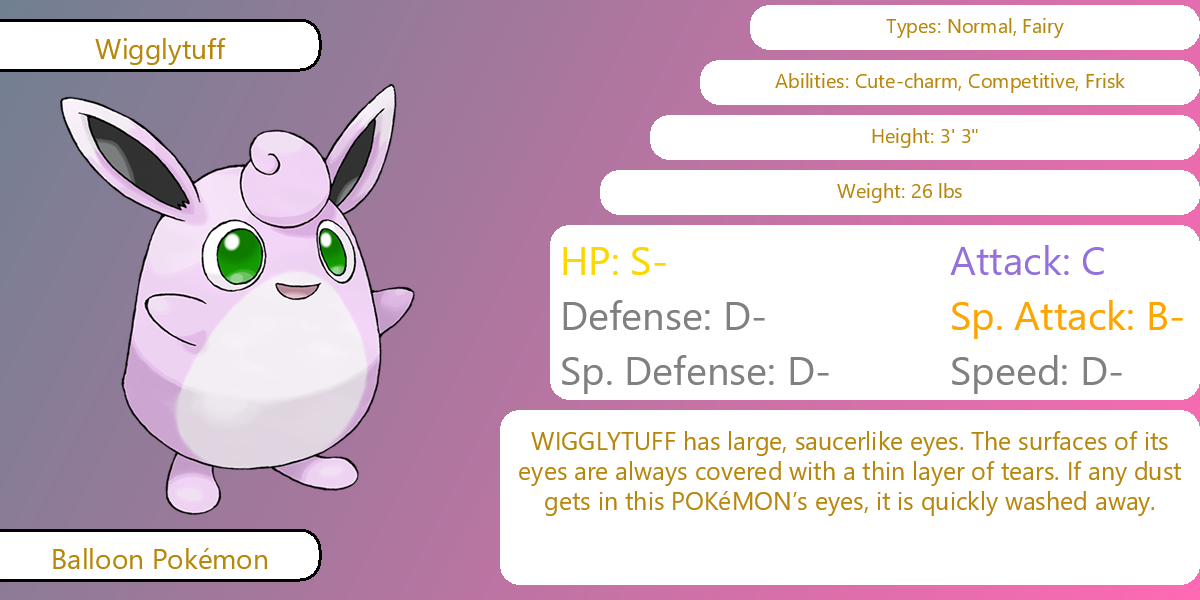 Wigglytuff
Types: Normal, Fairy
Abilities: Cute-charm, Competitive, Frisk
Height: 3' 3"
Weight: 26 lbs
HP: S-
Attack: C
Defense: D-
Sp. Attack: B-
Sp. Defense: D-
Speed: D-
WIGGLYTUFF has large, saucerlike eyes. The surfaces of its
eyes are always covered with a thin layer of tears. If any dust
gets in this POKéMON’s eyes, it is quickly washed away.
Balloon Pokémon